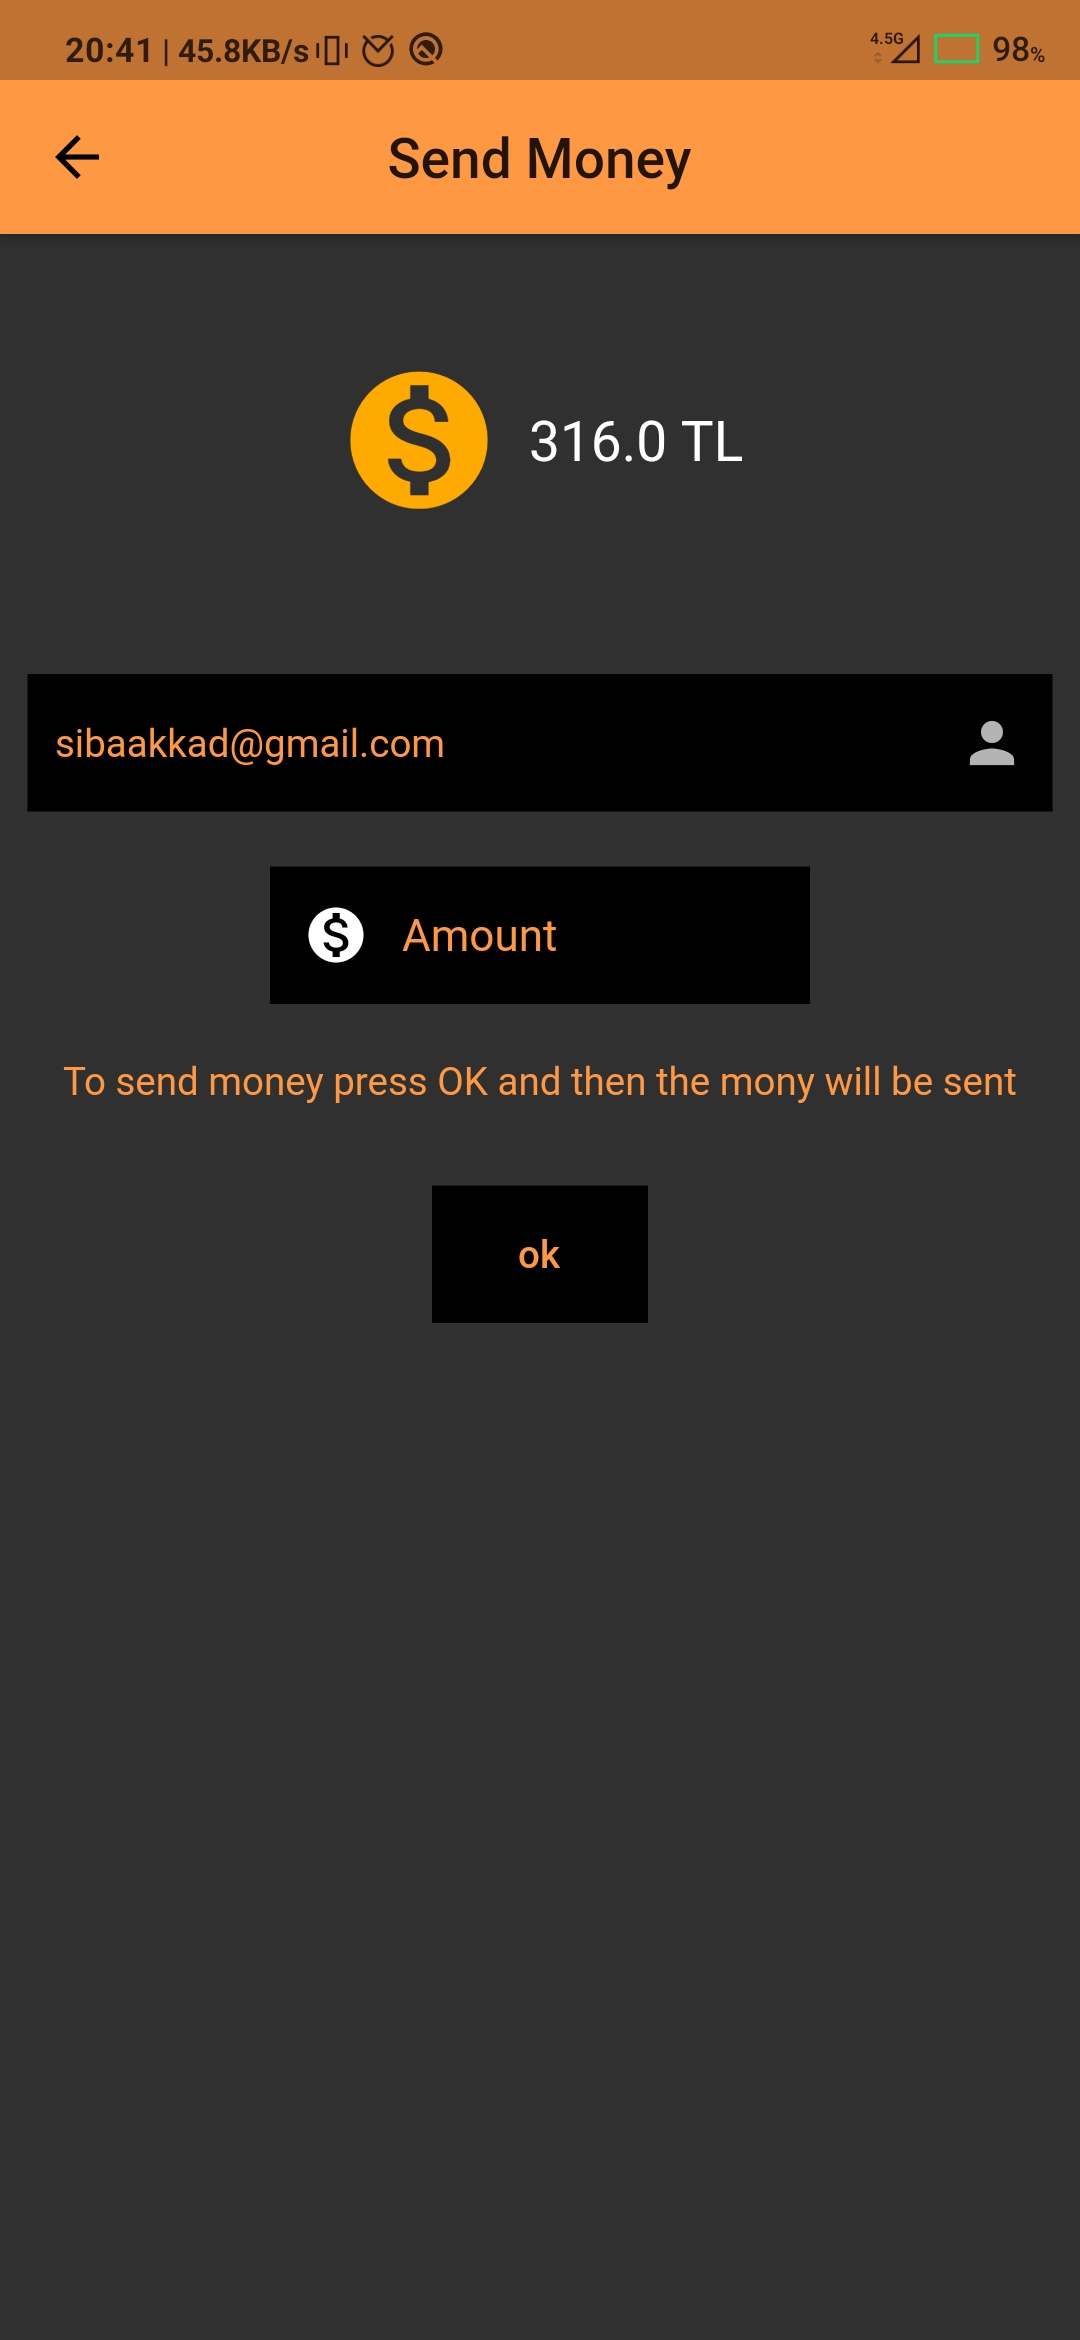 20:41 | 45.8KB/s
4.5G
98%
Send Money
316.0 TL
sibaakkad@gmail.com
Amount
To send money press OK and then the mony will be sent
ok